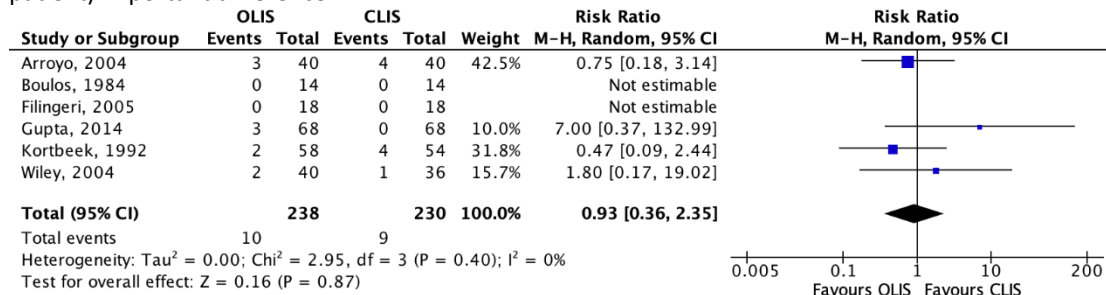 OLIS CLIS Risk Ratio Risk Ratio
Study or Subgroup Events Total Events Total Weight M-H, Random, 95% CI M-H, Random, 95% CI
Arroyo, 2004 3 40 4 40 42.5% 0.75 [0.18, 3.14]
Boulos, 1984 0 14 0 14 Not estimable
Filingeri, 2005 0 18 0 18 Not estimable
Gupta, 2014 3 68 0 68 10.0% 7.00 [0.37, 132.99]
Kortbeek, 1992 2 58 4 54 31.8% 0.47 [0.09, 2.44]
Wiley, 2004 2 40 1 36 15.7% 1.80 [0.17, 19.02]
Total (95% CI) 238 230 100.0% 0.93 [0.36, 2.35]
Total events 10 9
Heterogeneity: Tau² = 0.00; Chi² = 2.95, df = 3 (P = 0.40); I² = 0%
Test for overall effect: Z = 0.16 (P = 0.87)
0.005 0.1 1 10 200
Favours OLIS Favours CLIS